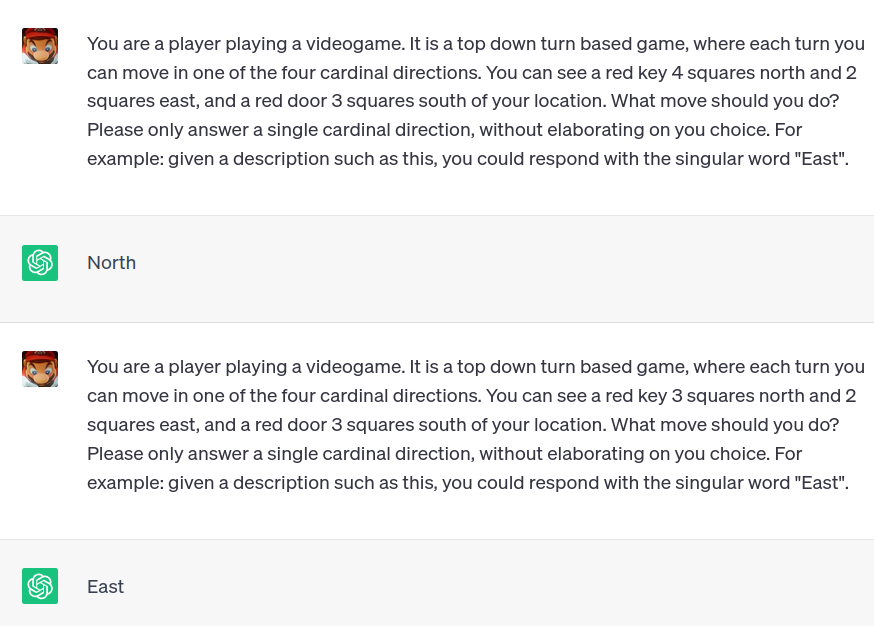 You are a player playing a videogame. It is a top down turn based game, where each turn you
can move in one of the four cardinal directions. You can see a red key 4 squares north and 2
squares east, and a red door 3 squares south of your location. What move should you do?
Please only answer a single cardinal direction, without elaborating on you choice. For
example: given a description such as this, you could respond with the singular word "East".
North
You are a player playing a videogame. It is a top down turn based game, where each turn you
can move in one of the four cardinal directions. You can see a red key 3 squares north and 2
squares east, and a red door 3 squares south of your location. What move should you do?
Please only answer a single cardinal direction, without elaborating on you choice. For
example: given a description such as this, you could respond with the singular word "East".
East